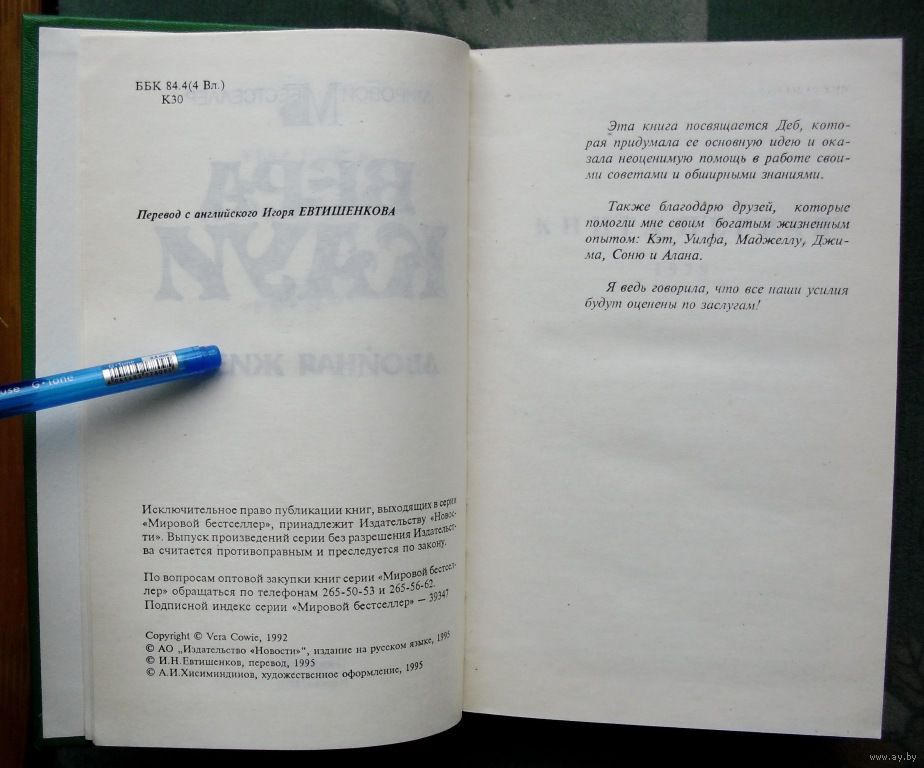 ББК 84.4(4 Вл.)
К30
Перевод с английского Игоря ЕВТИШЕНКОВА
Исключительное право публикации книг, выходящих в серии
«Мировой бестселлер», принадлежит Издательству «Новос-
ти». Выпуск произведений серии без разрешения Издательст-
ва считается противоправным и преследуется по закону.
По вопросам оптовой закупки книг серии «Мировой бестсел-
лер» обращаться по телефонам 265-50-53 и 265-56-62.
Подписной индекс серии «Мировой бестселлер» — 39347
Copyright © Vera Cowie, 1992
© АО „Издательство «Новости»“, издание на русском языке, 1995
© И.Н.Евтишенков, перевод, 1995
© А.И.Хисиминдинов, художественное оформление, 1995
Эта книга посвящается Деб, кото-
рая придумала ее основную идею и ока-
зала неоценимую помощь в работе свои-
ми советами и обширными знаниями.
Также благодарю друзей, которые
помогли мне своим богатым жизненным
опытом: Кэт, Уилфа, Маджеллу, Джи-
ма, Соню и Алана.
Я ведь говорила, что все наши усилия
будут оценены по заслугам!
G-Tone
www.ay.by